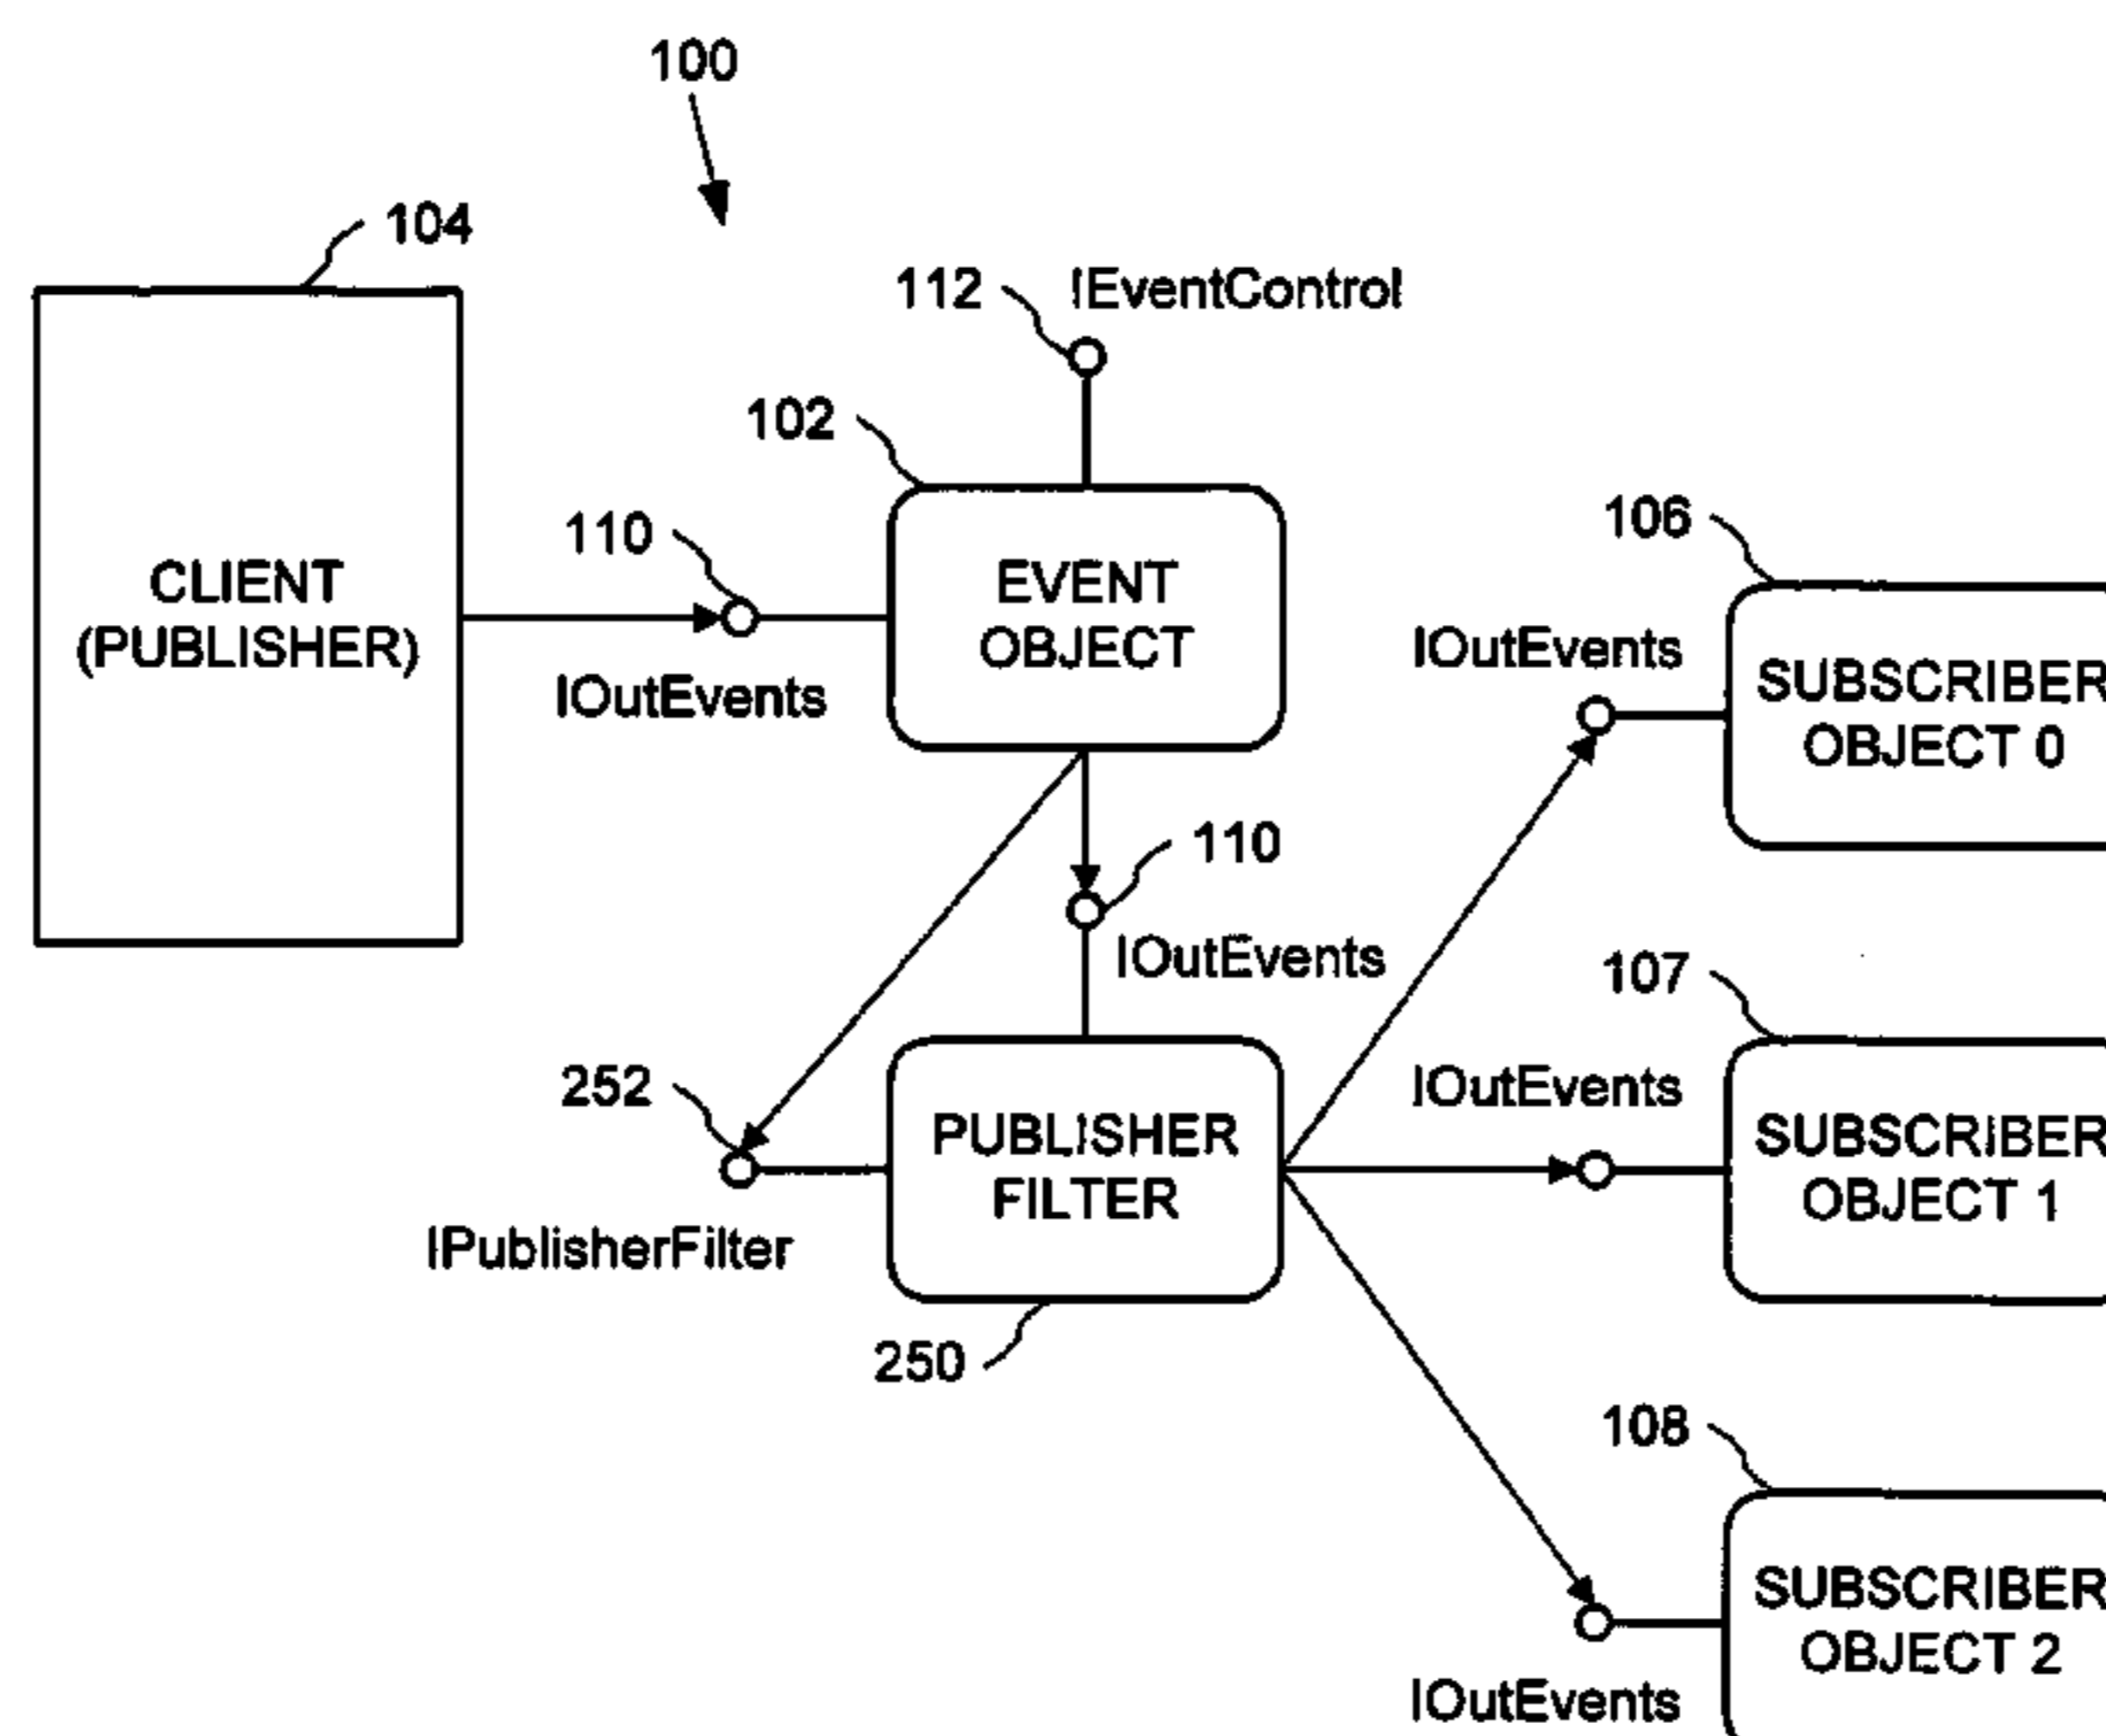 100
104
112
IEventControl
102
110
CLIENT
(PUBLISHER)
IOutEvents
EVENT
OBJECT
106
IOutEvents
SUBSCRIBER
OBJECT 0
110
IOutEvents
107
252
IPublisherFilter
PUBLISHER
FILTER
250
IOutEvents
SUBSCRIBER
OBJECT 1
108
SUBSCRIBER
OBJECT 2
IOutEvents